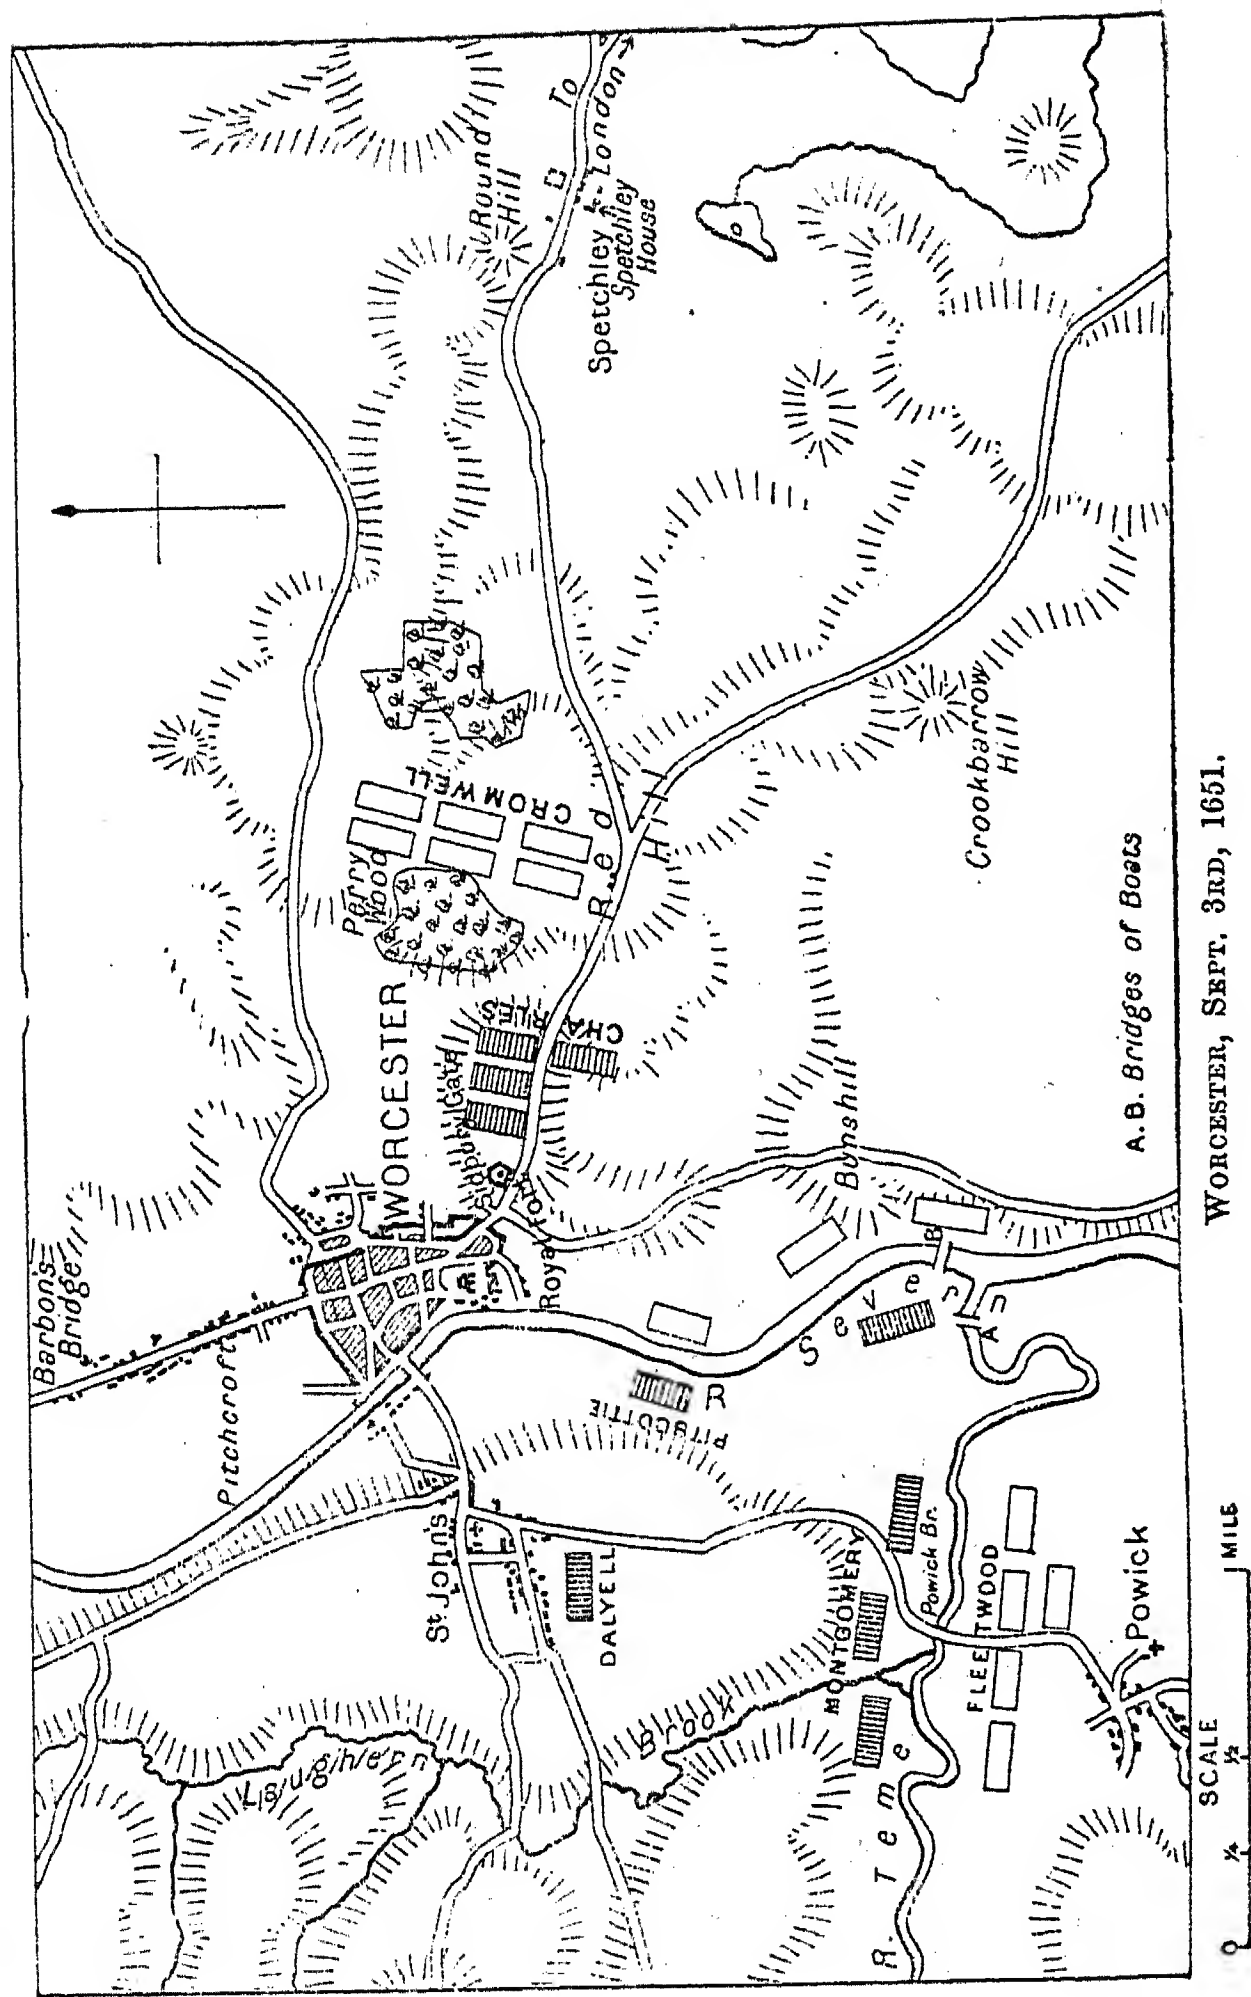 Barbon's
Bridge
Pitchcroft
WORCESTER
Perry
Wood
CROMWELL
Red Hill
Round
Hill
To London
Spetchley
Spetchley
House
Sidbury Gate
CHARLES
Royal Fort
St. John's
DALYELL
PITSCOTTIE
R Severn
Bunshill
Crookbarrow
Hill
Laughern
Brook
MONTGOMERY
Powick Br.
FLEETWOOD
Powick
R. Teme
A
B
A.B. Bridges of Boats
SCALE
0 ¼ ½ 1 MILE
WORCESTER, SEPT. 3RD, 1651.